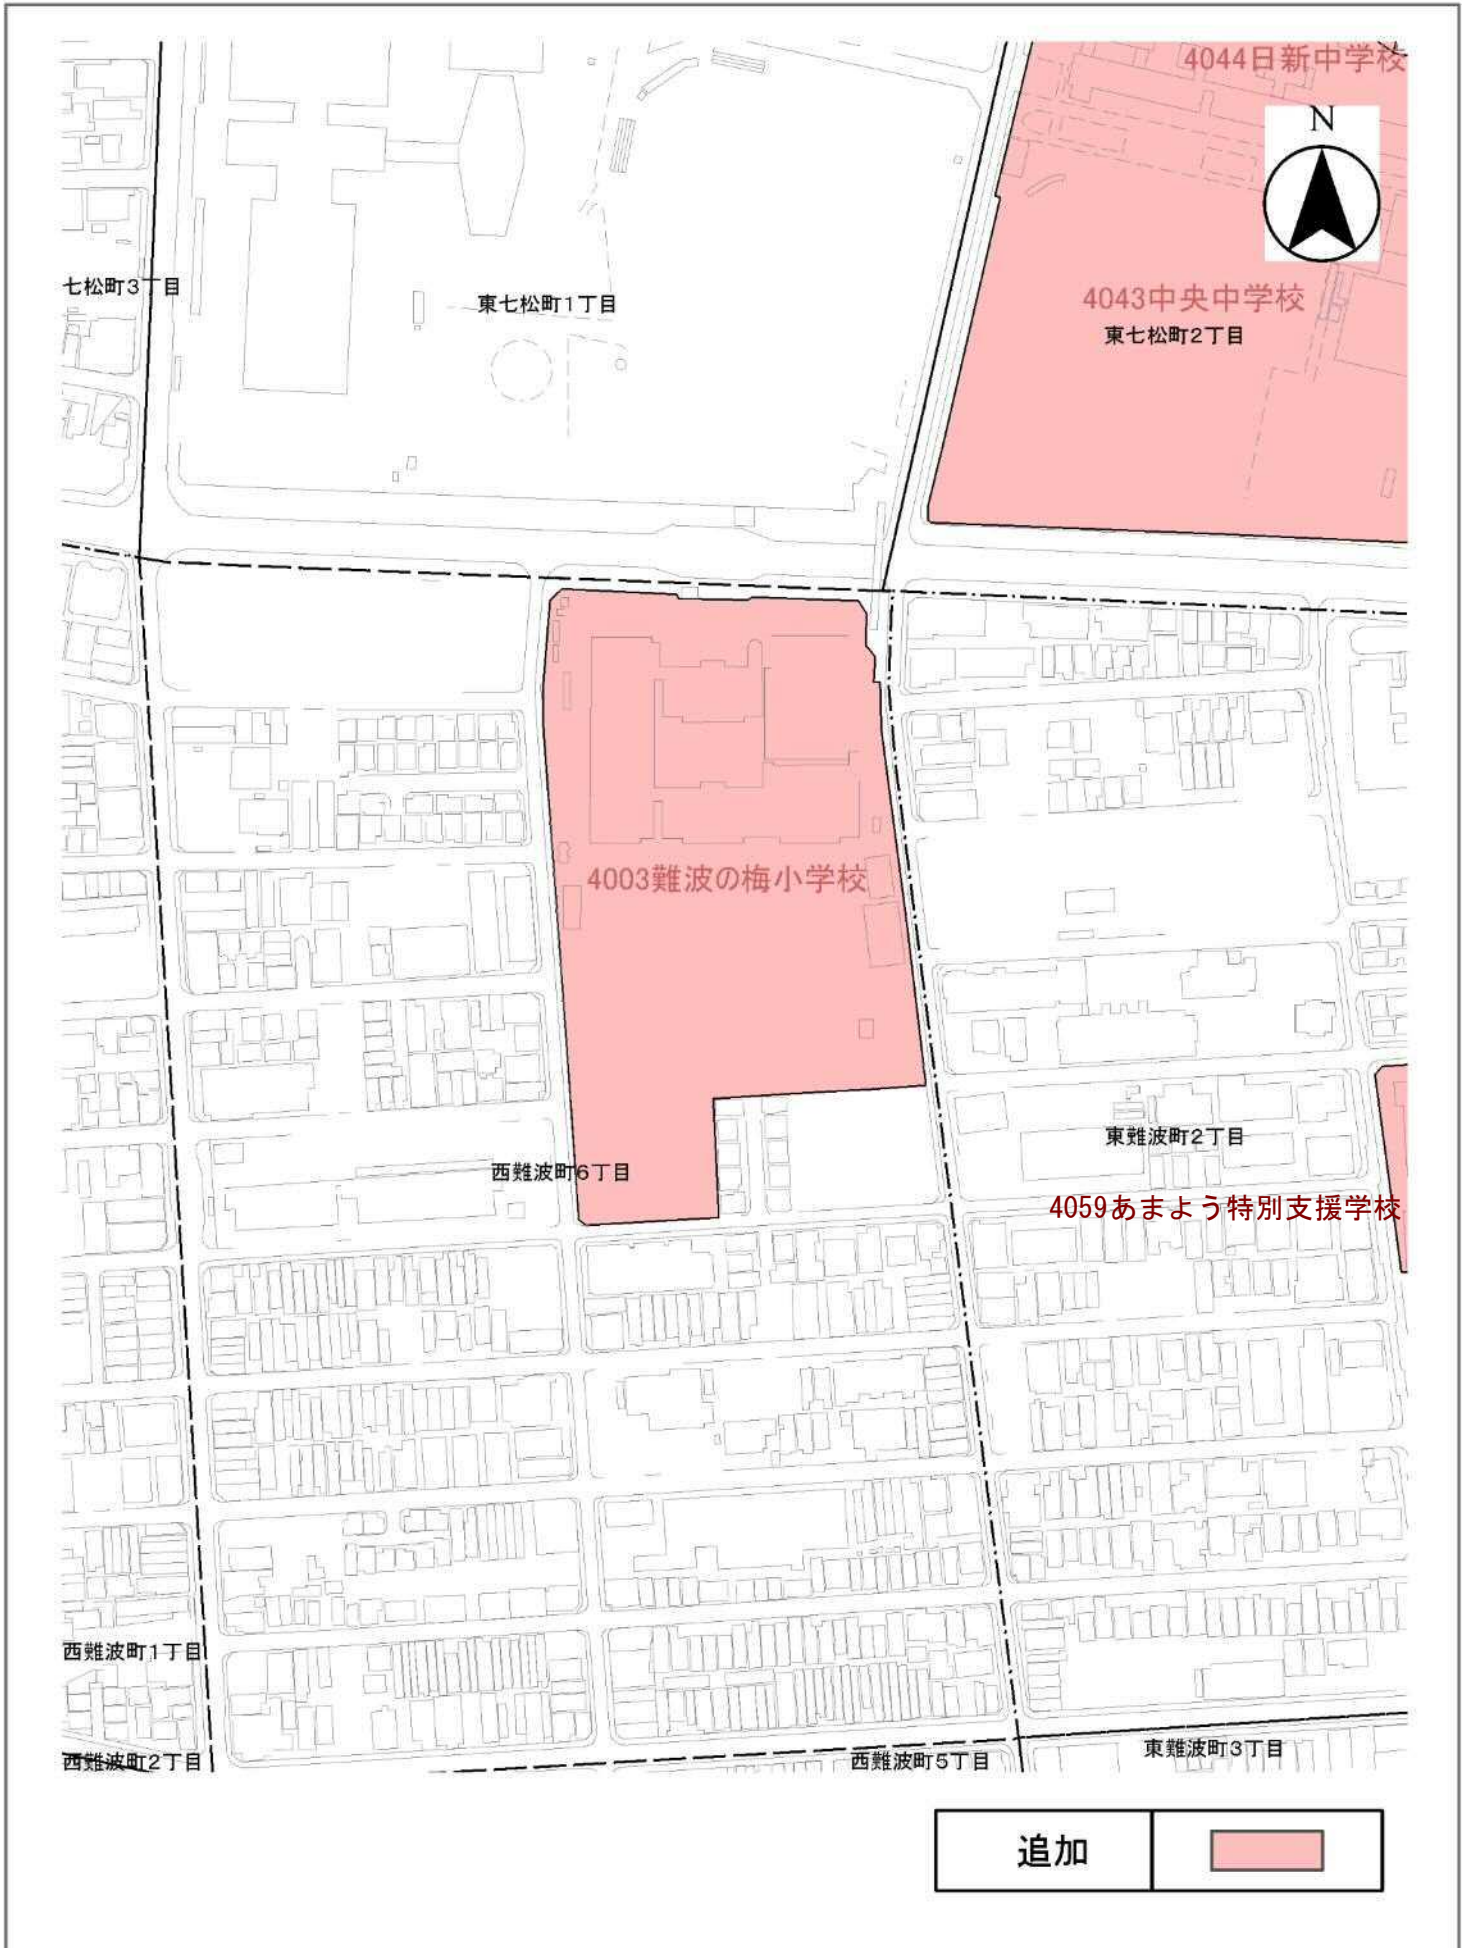 4044日新中学校
N
七松町3丁目
東七松町1丁目
4043中央中学校
東七松町2丁目
4003難波の梅小学校
東難波町2丁目
西難波町6丁目
4059あまよう特別支援学校
西難波町1丁目
西難波町2丁目
西難波町5丁目
東難波町3丁目
追加